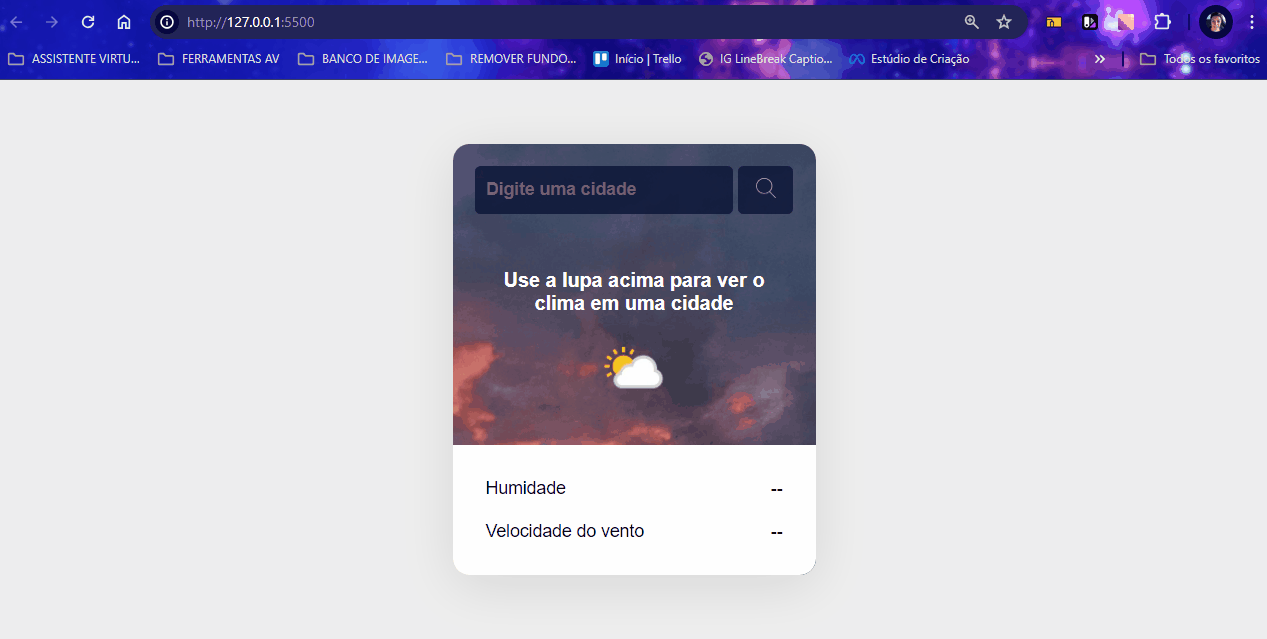 http://127.0.0.1:5500
ASSISTENTE VIRTU... FERRAMENTAS AV BANCO DE IMAGE... REMOVER FUNDO... Início | Trello IG LineBreak Captio... Estúdio de Criação » Todos os favoritos
Digite uma cidade
Use a lupa acima para ver o
clima em uma cidade
Humidade --
Velocidade do vento --